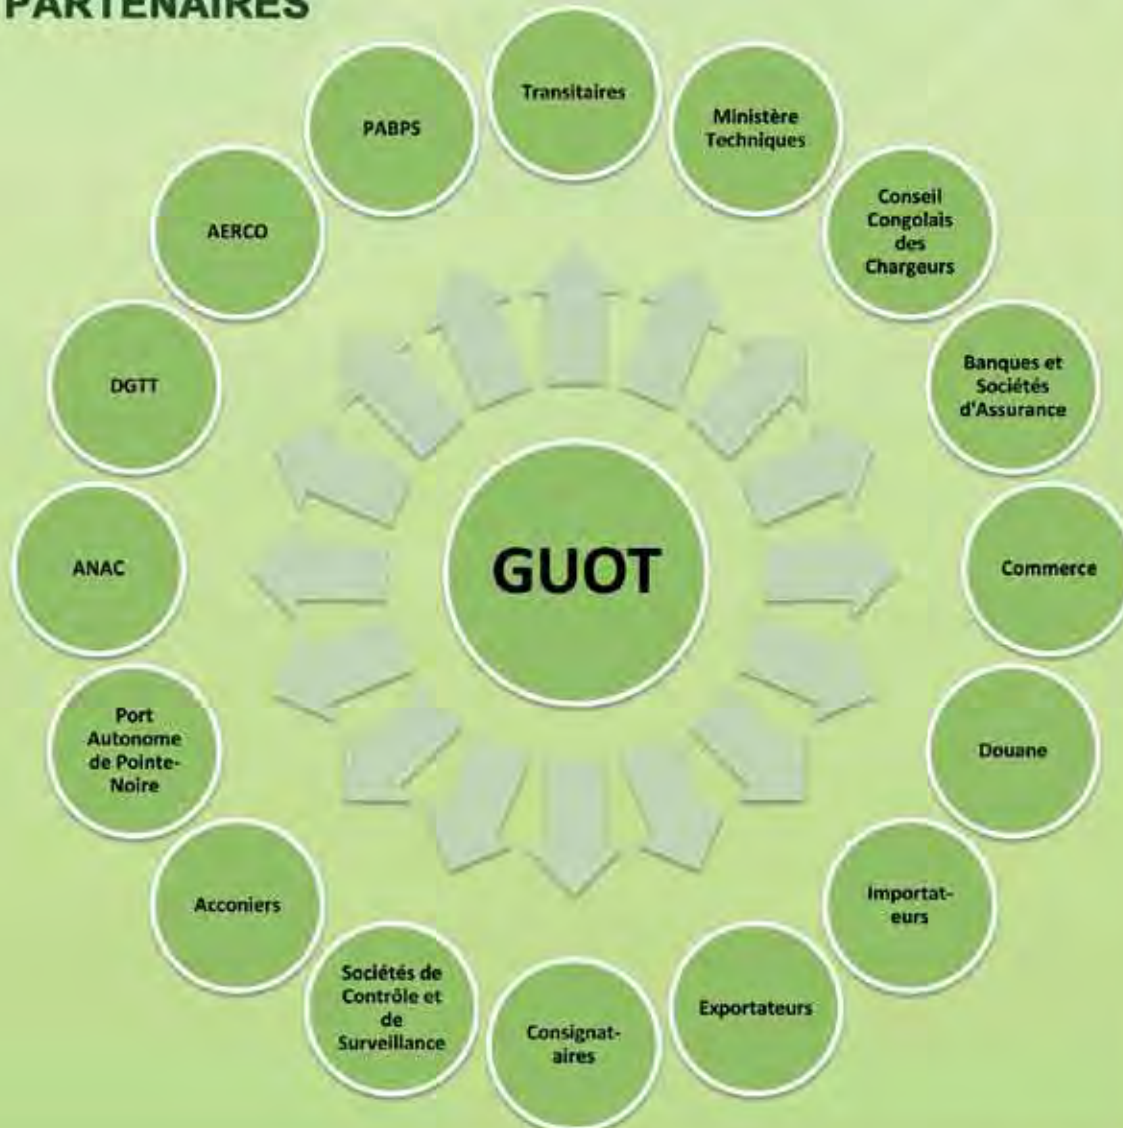 PARTENAIRES
Transitaires
Ministère
Techniques
Conseil
Congolais
des
Chargeurs
Banques et
Sociétés
d'Assurance
Commerce
Douane
Importat-
eurs
Exportateurs
Consignat-
aires
Sociétés de
Contrôle et
de
Surveillance
Acconiers
Port
Autonome
de Pointe-
Noire
ANAC
DGTT
AERCO
PABPS
GUOT